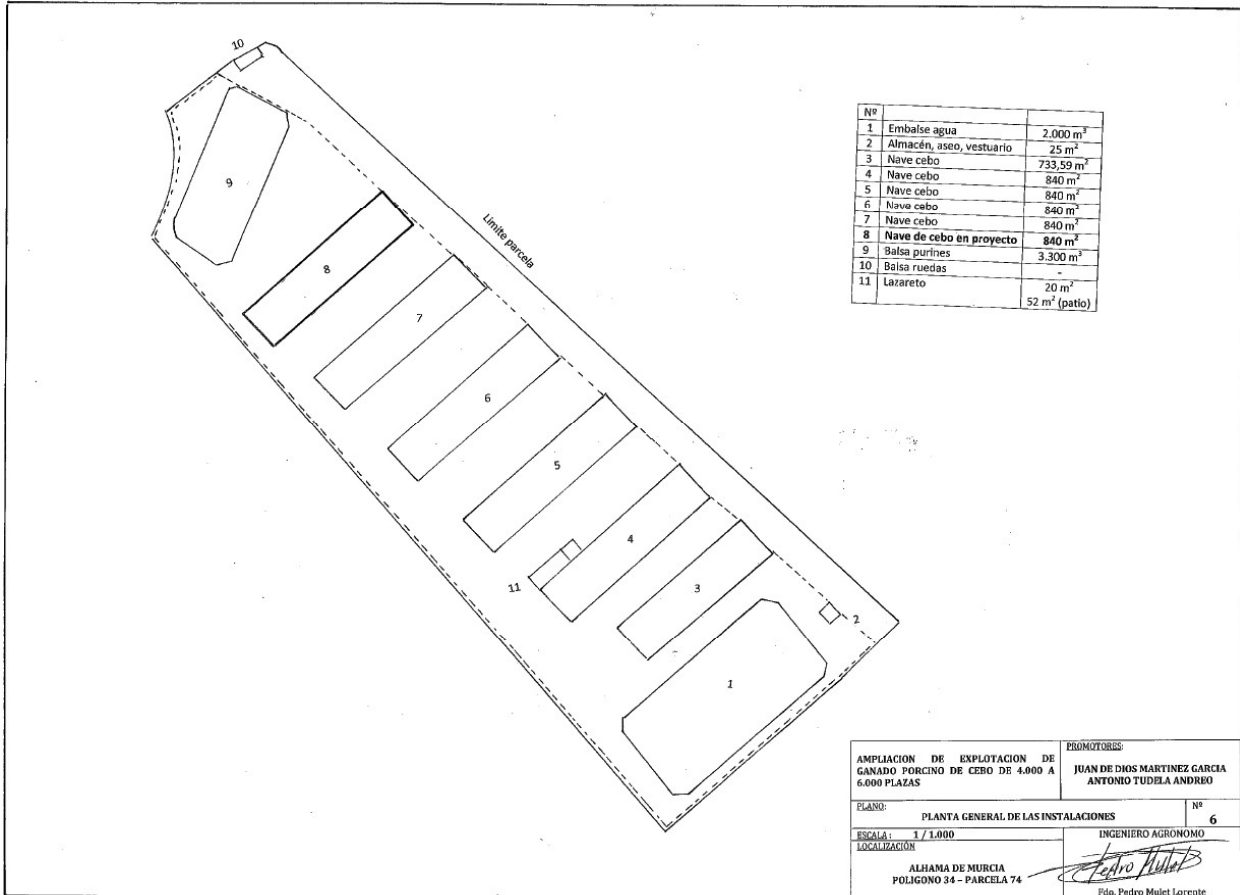 10
9
Límite parcela
8
7
6
5
4
11
3
2
1
Nº
1 Embalse agua 2.000 m³
2 Almacén, aseo, vestuario 25 m²
3 Nave cebo 733,59 m²
4 Nave cebo 840 m²
5 Nave cebo 840 m²
6 Nave cebo 840 m²
7 Nave cebo 840 m²
8 Nave de cebo en proyecto 840 m²
9 Balsa purines 3.300 m³
10 Balsa ruedas -
11 Lazareto 20 m²
52 m² (patio)
AMPLIACION DE EXPLOTACION DE
GANADO PORCINO DE CEBO DE 4.000 A
6.000 PLAZAS
PROMOTORES:
JUAN DE DIOS MARTINEZ GARCIA
ANTONIO TUDELA ANDREO
PLANO:
PLANTA GENERAL DE LAS INSTALACIONES
Nº
6
ESCALA: 1 / 1.000
LOCALIZACIÓN
ALHAMA DE MURCIA
POLIGONO 34 – PARCELA 74
INGENIERO AGRONOMO
Pedro Mulet
Fdo. Pedro Mulet Lorente